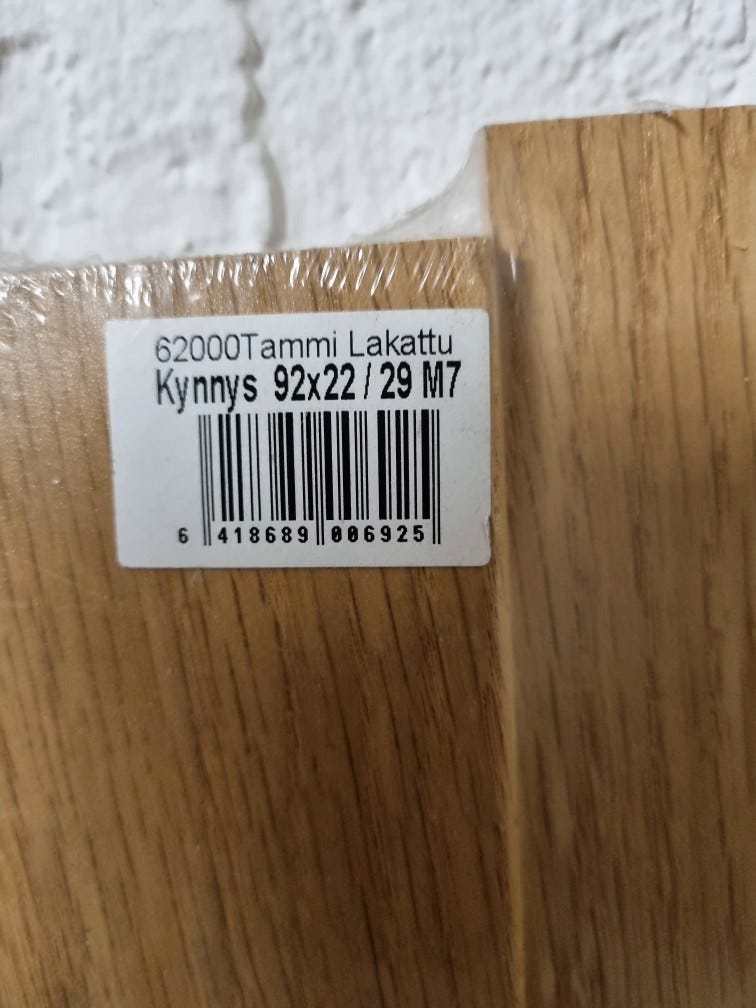 62000Tammi Lakattu
Kynnys 92x22 / 29 M7
6 418689 006925